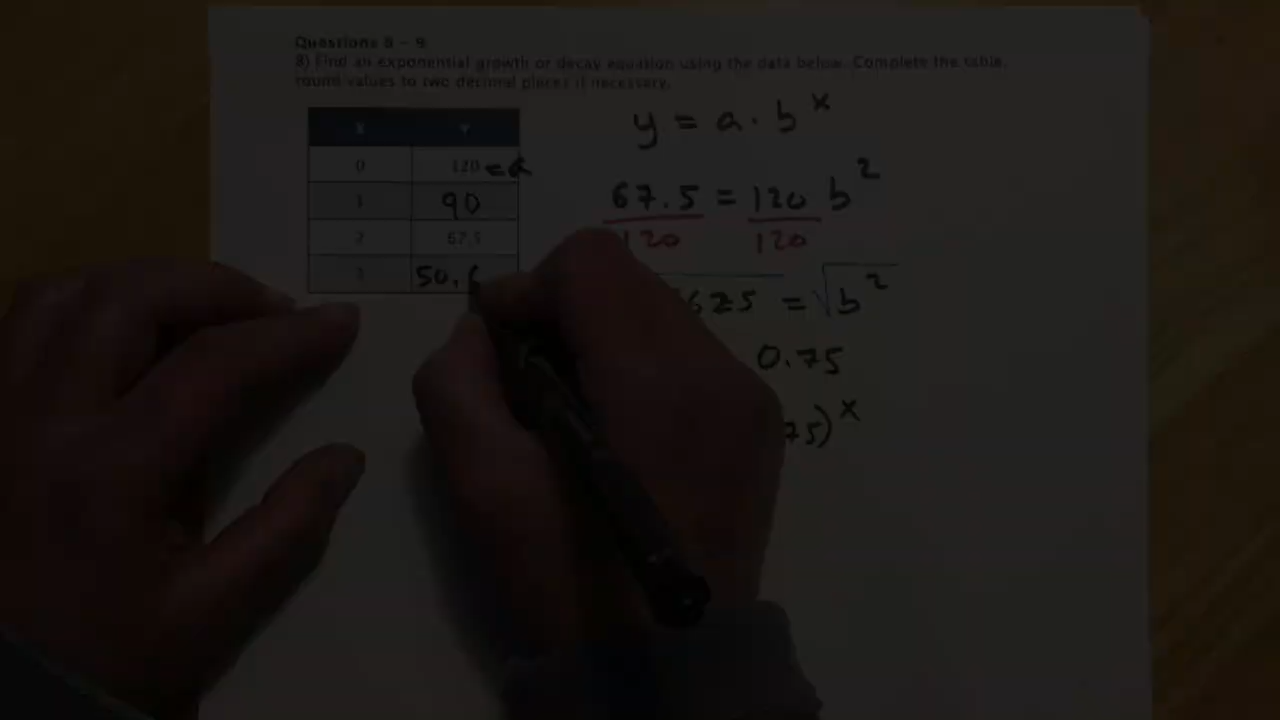 Questions 8 – 9
8) Find an exponential growth or decay equation using the data below. Complete the table,
round values to two decimal places if necessary.
X Y
0 120 = a
1 90
2 67.5
3 50.6
y = a · b^x
67.5 = 120 b^2
120 120
625 = √b^2
0.75
75)^x